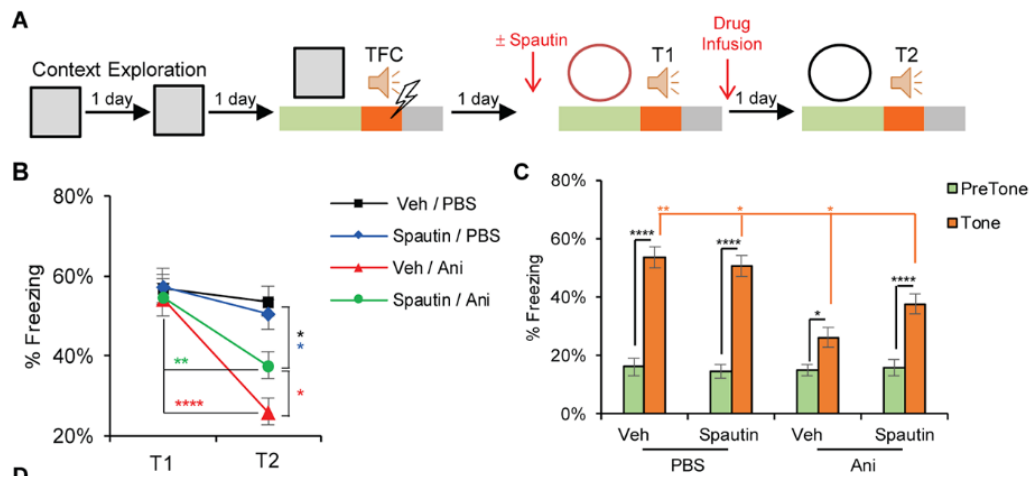 A
Context Exploration
1 day
1 day
TFC
1 day
± Spautin
T1
Drug
Infusion
1 day
T2
B
80%
60%
40%
20%
% Freezing
T1
T2
Veh / PBS
Spautin / PBS
Veh / Ani
Spautin / Ani
*
*
**
*
****
C
80%
60%
40%
20%
0%
% Freezing
PreTone
Tone
**
*
*
****
****
*
****
Veh
Spautin
Veh
Spautin
PBS
Ani